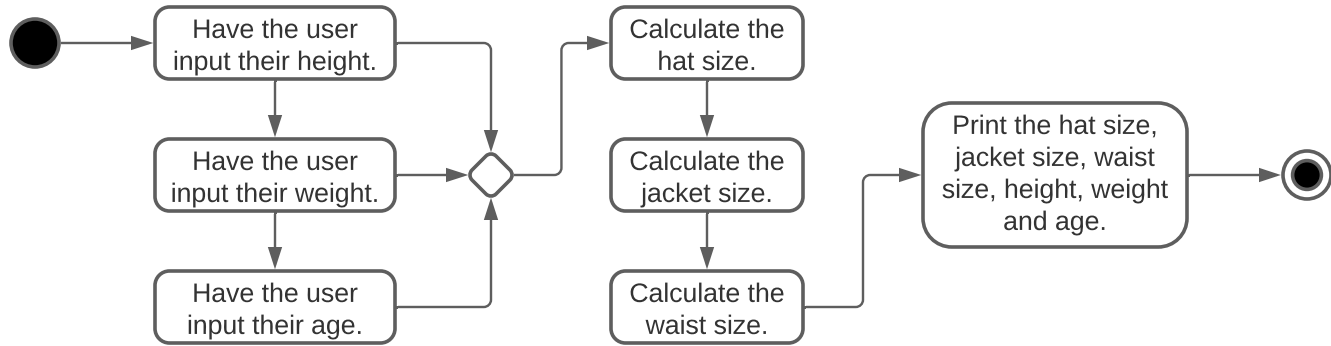 Have the user
input their height.
Have the user
input their weight.
Have the user
input their age.
Calculate the
hat size.
Calculate the
jacket size.
Calculate the
waist size.
Print the hat size,
jacket size, waist
size, height, weight
and age.